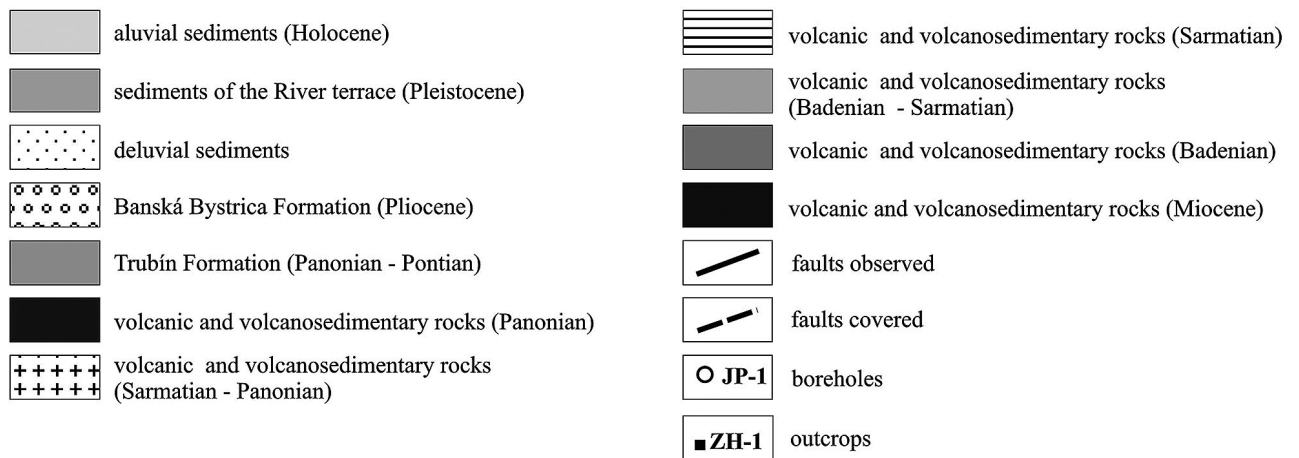 aluvial sediments (Holocene)
sediments of the River terrace (Pleistocene)
deluvial sediments
Banská Bystrica Formation (Pliocene)
Trubín Formation (Panonian - Pontian)
volcanic and volcanosedimentary rocks (Panonian)
volcanic and volcanosedimentary rocks
(Sarmatian - Panonian)
volcanic and volcanosedimentary rocks (Sarmatian)
volcanic and volcanosedimentary rocks
(Badenian - Sarmatian)
volcanic and volcanosedimentary rocks (Badenian)
volcanic and volcanosedimentary rocks (Miocene)
faults observed
faults covered
JP-1 boreholes
ZH-1 outcrops